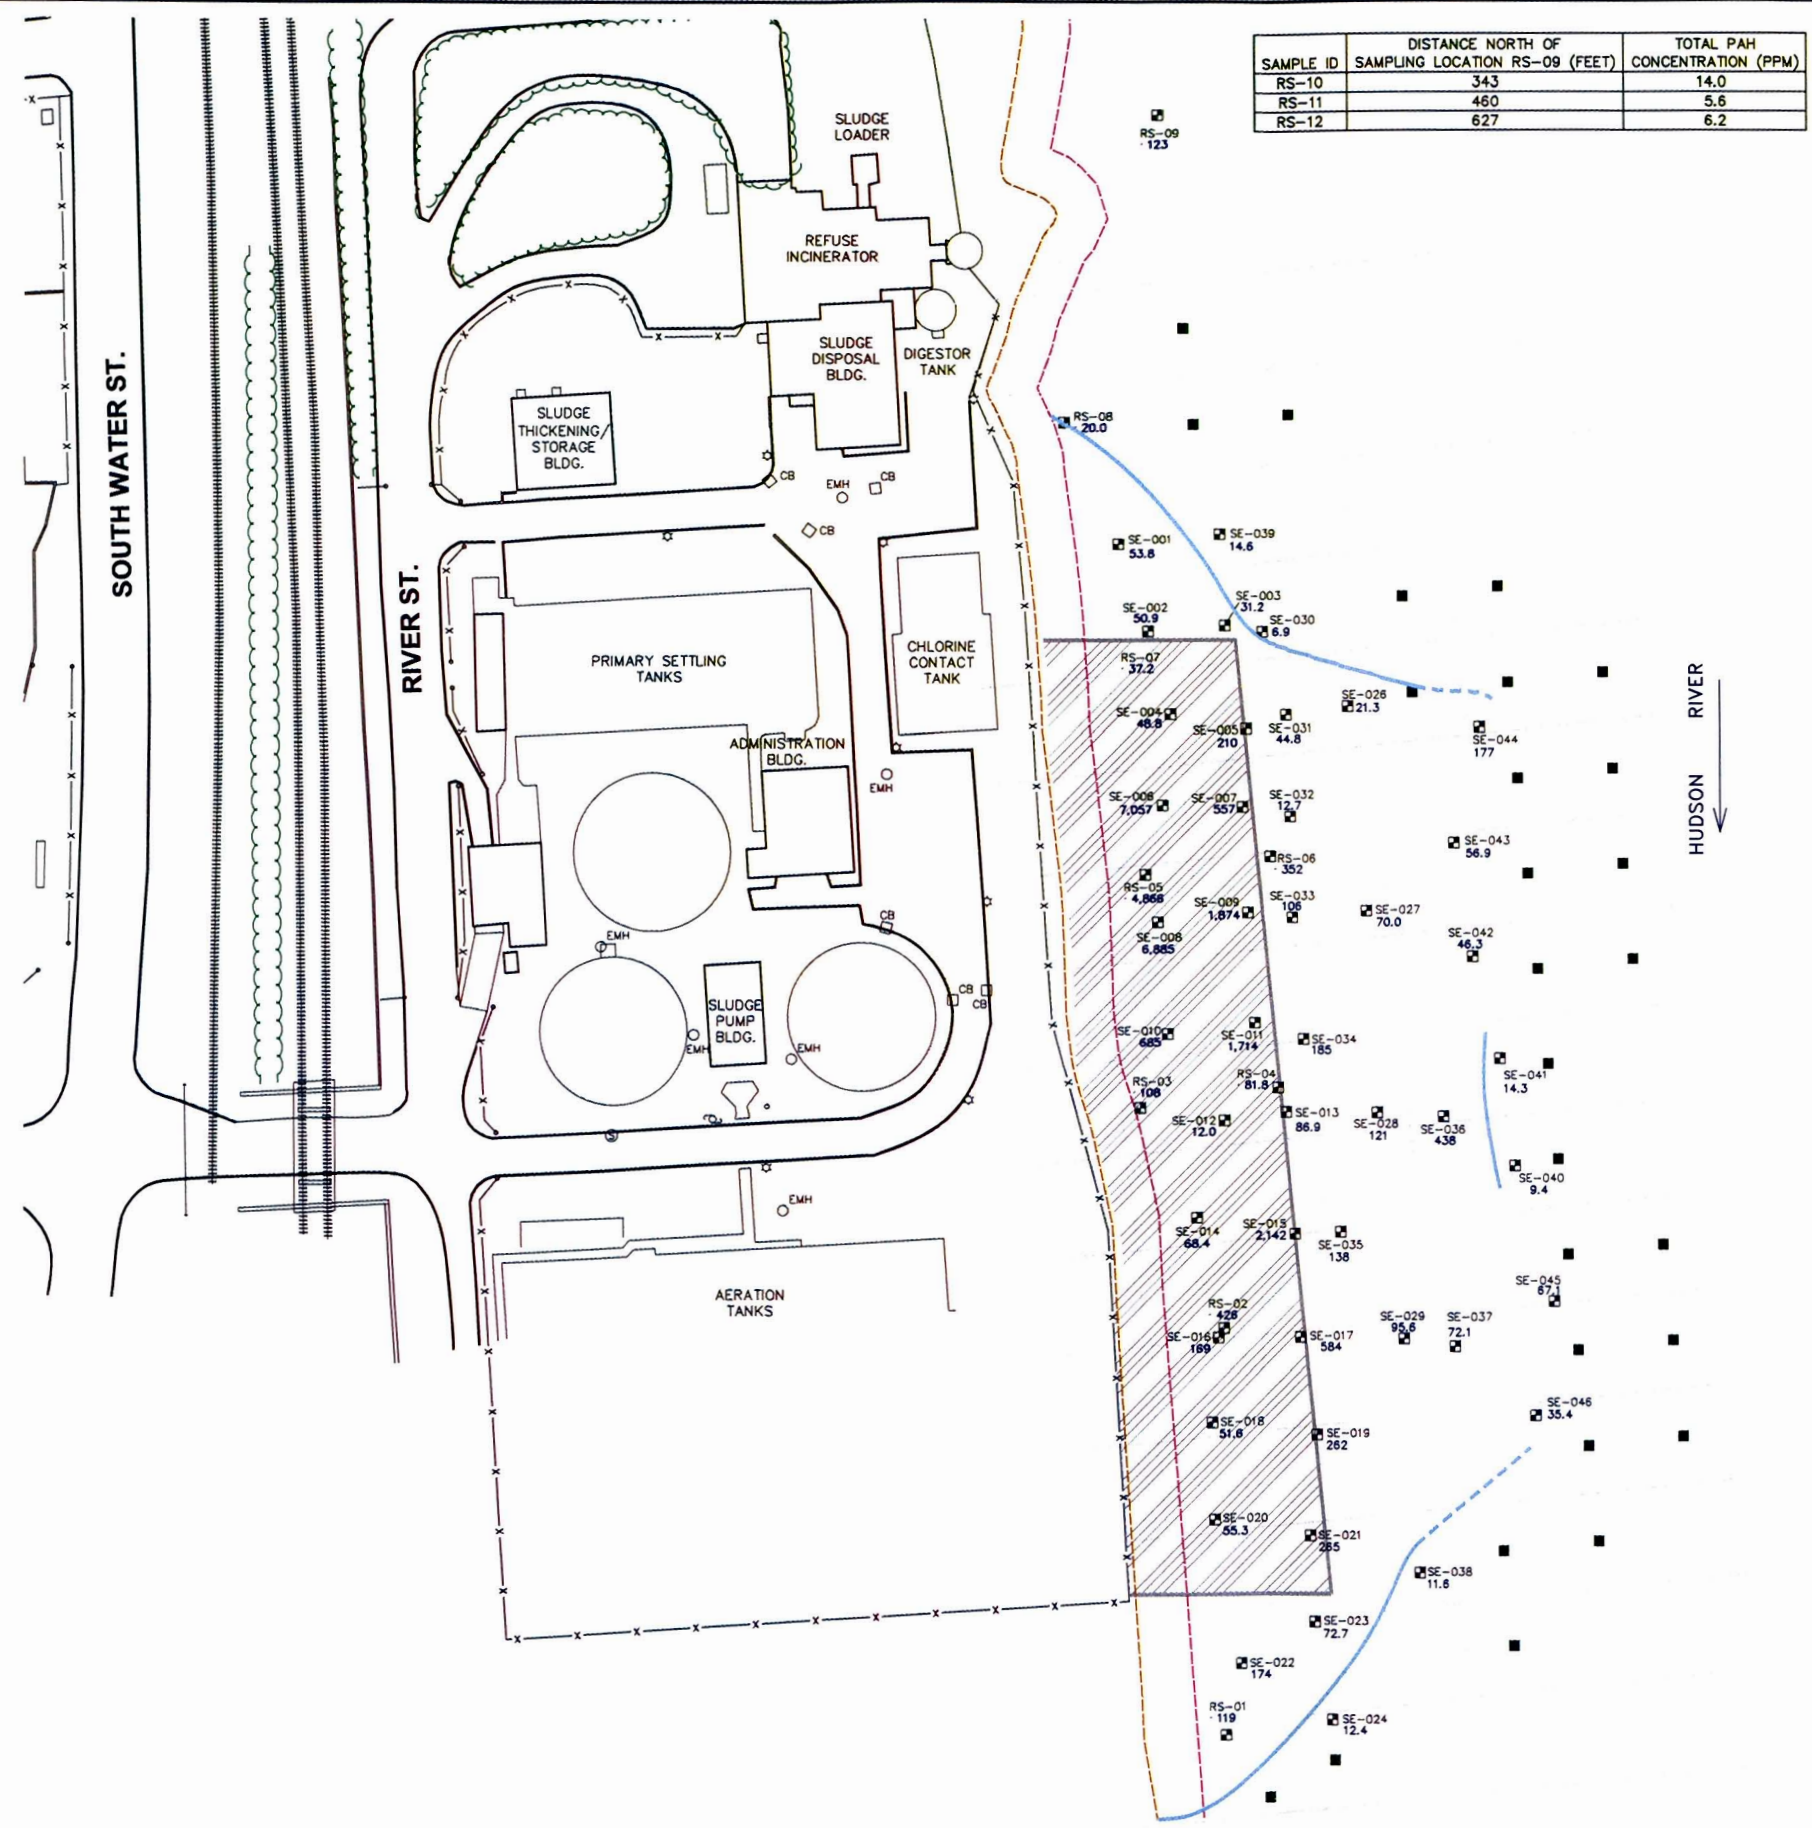 SAMPLE ID
DISTANCE NORTH OF
SAMPLING LOCATION RS-09 (FEET)
TOTAL PAH
CONCENTRATION (PPM)
RS-10 343 14.0
RS-11 460 5.6
RS-12 627 6.2
SOUTH WATER ST.
RIVER ST.
HUDSON RIVER
SLUDGE
LOADER
REFUSE
INCINERATOR
SLUDGE
DISPOSAL
BLDG.
DIGESTOR
TANK
SLUDGE
THICKENING/
STORAGE
BLDG.
CB
EMH
CB
CB
PRIMARY SETTLING
TANKS
CHLORINE
CONTACT
TANK
ADMINISTRATION
BLDG.
EMH
CB
EMH
SLUDGE
PUMP
BLDG.
CB
CB
EMH
EMH
S
EMH
AERATION
TANKS
RS-09
123
RS-08
20.0
SE-001
53.8
SE-039
14.6
SE-002
50.9
SE-003
31.2
SE-030
6.9
RS-07
37.2
SE-004
48.8
SE-005
210
SE-031
44.8
SE-026
21.3
SE-044
177
SE-006
7,057
SE-007
557
SE-032
12.7
SE-043
56.9
RS-06
352
RS-05
4,866
SE-009
1,874
SE-033
106
SE-027
70.0
SE-008
6,885
SE-042
46.3
SE-010
685
SE-011
1,714
SE-034
185
SE-041
14.3
RS-03
108
RS-04
81.8
SE-012
12.0
SE-013
86.9
SE-028
121
SE-036
438
SE-040
9.4
SE-014
68.4
SE-015
2,142
SE-035
138
SE-045
67.1
RS-02
426
SE-016
169
SE-017
584
SE-029
95.6
SE-037
72.1
SE-046
35.4
SE-018
51.6
SE-019
262
SE-020
55.3
SE-021
265
SE-038
11.6
SE-023
72.7
SE-022
174
RS-01
119
SE-024
12.4